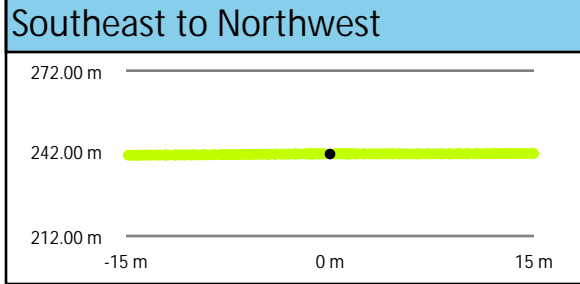 Southeast to Northwest
272.00 m
242.00 m
212.00 m
-15 m 0 m 15 m